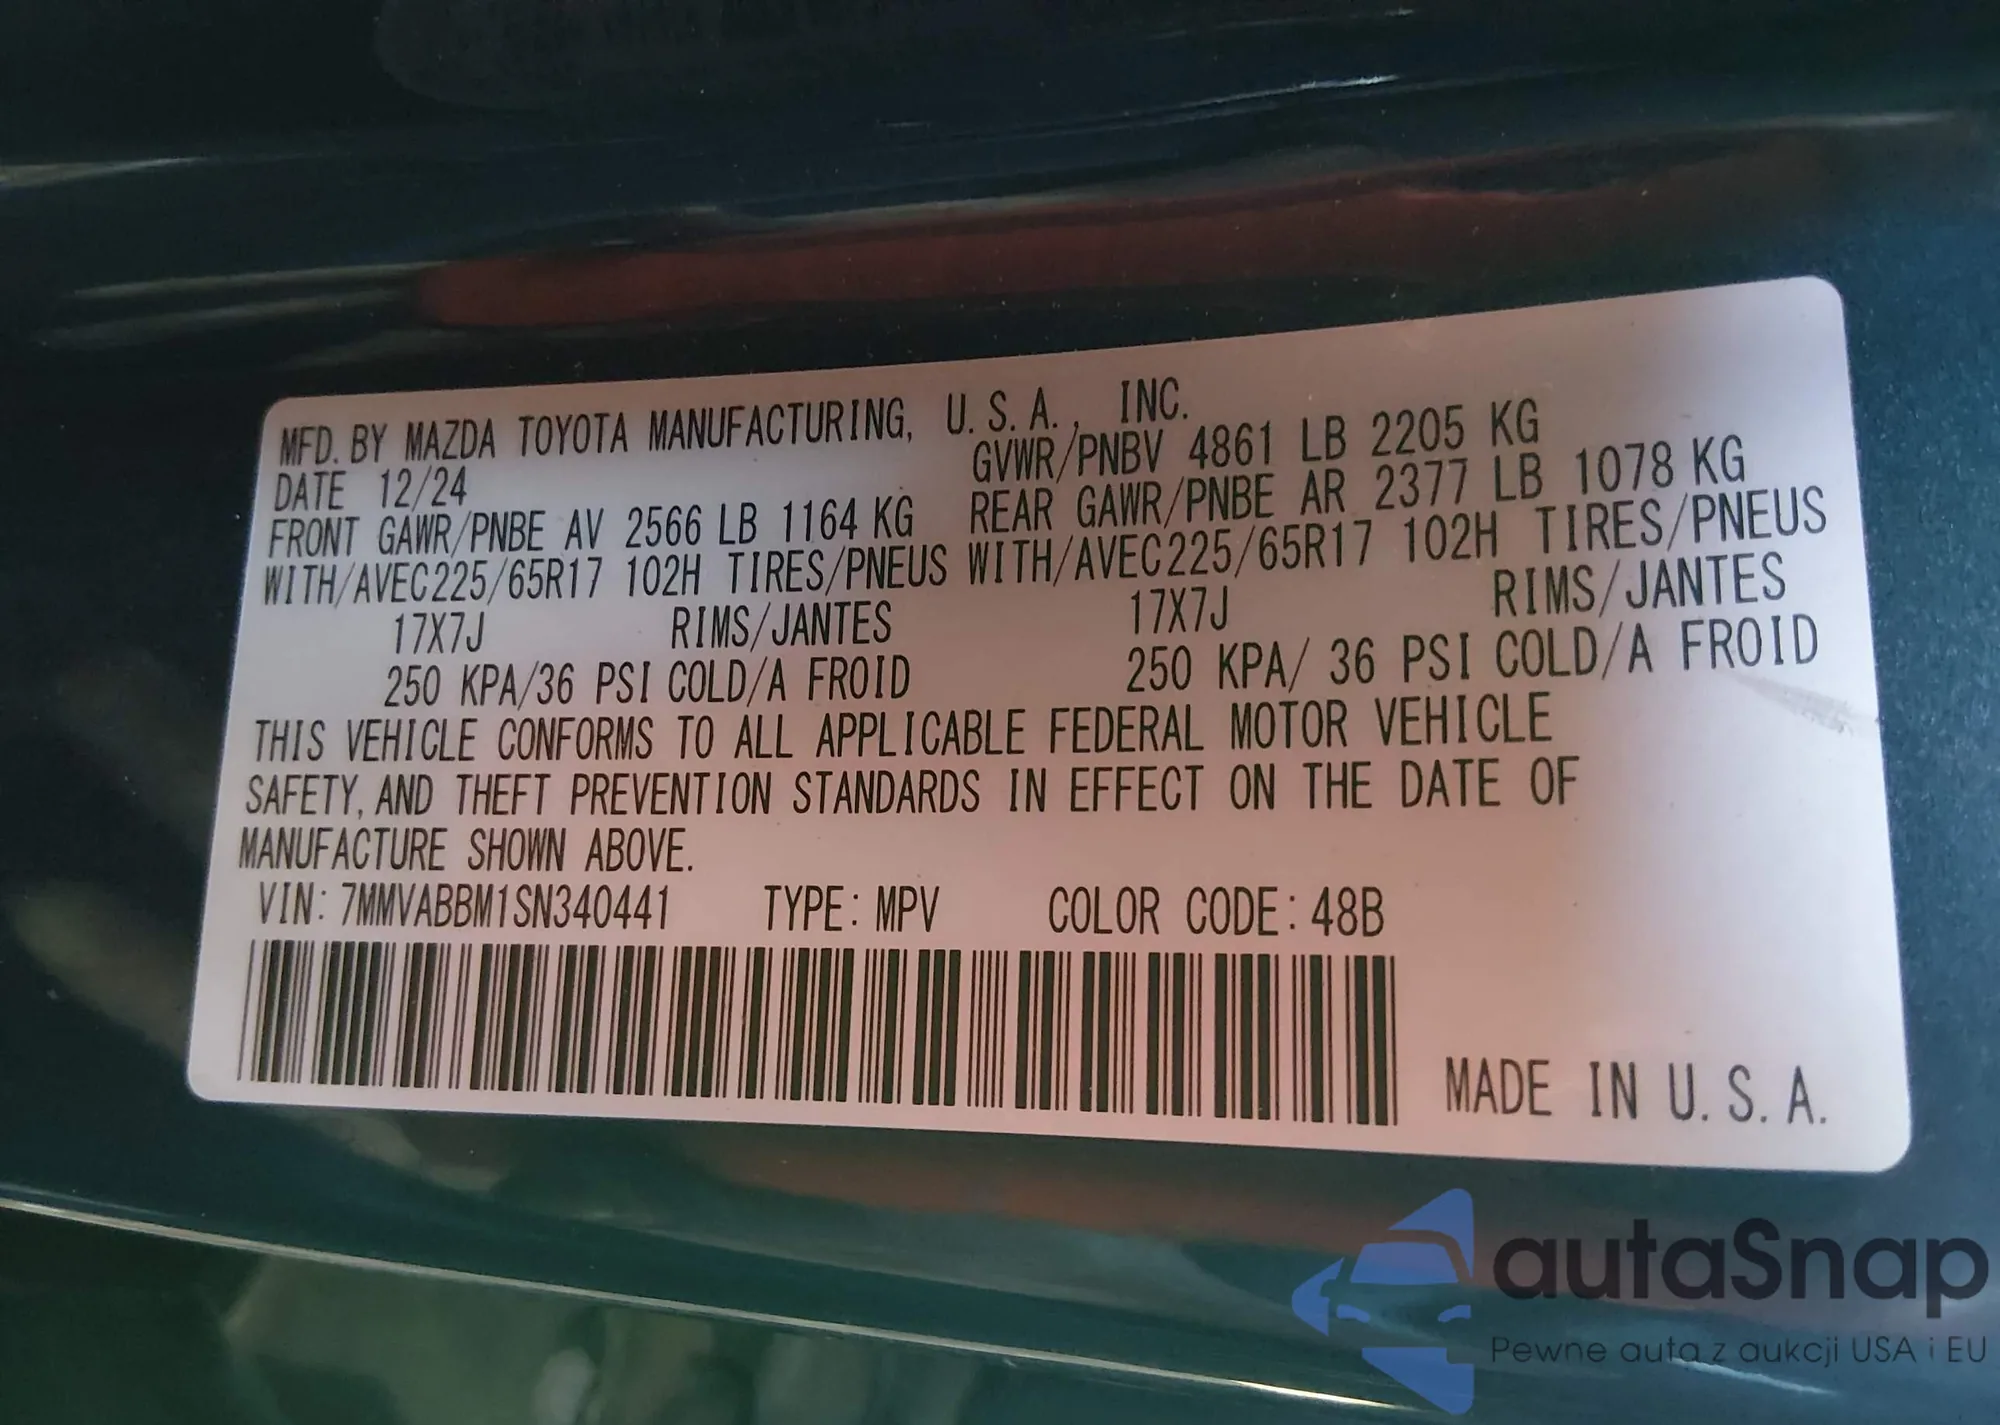 MFD. BY MAZDA TOYOTA MANUFACTURING, U.S.A., INC.
DATE 12/24 GVWR/PNBV 4861 LB 2205 KG
FRONT GAWR/PNBE AV 2566 LB 1164 KG REAR GAWR/PNBE AR 2377 LB 1078 KG
WITH/AVEC225/65R17 102H TIRES/PNEUS WITH/AVEC225/65R17 102H TIRES/PNEUS
17X7J RIMS/JANTES 17X7J RIMS/JANTES
250 KPA/36 PSI COLD/A FROID 250 KPA/ 36 PSI COLD/A FROID
THIS VEHICLE CONFORMS TO ALL APPLICABLE FEDERAL MOTOR VEHICLE
SAFETY, AND THEFT PREVENTION STANDARDS IN EFFECT ON THE DATE OF
MANUFACTURE SHOWN ABOVE.
VIN: 7MMVABBM1SN340441 TYPE: MPV COLOR CODE: 48B
MADE IN U.S.A.
autaSnap
Pewne auta z aukcji USA i EU